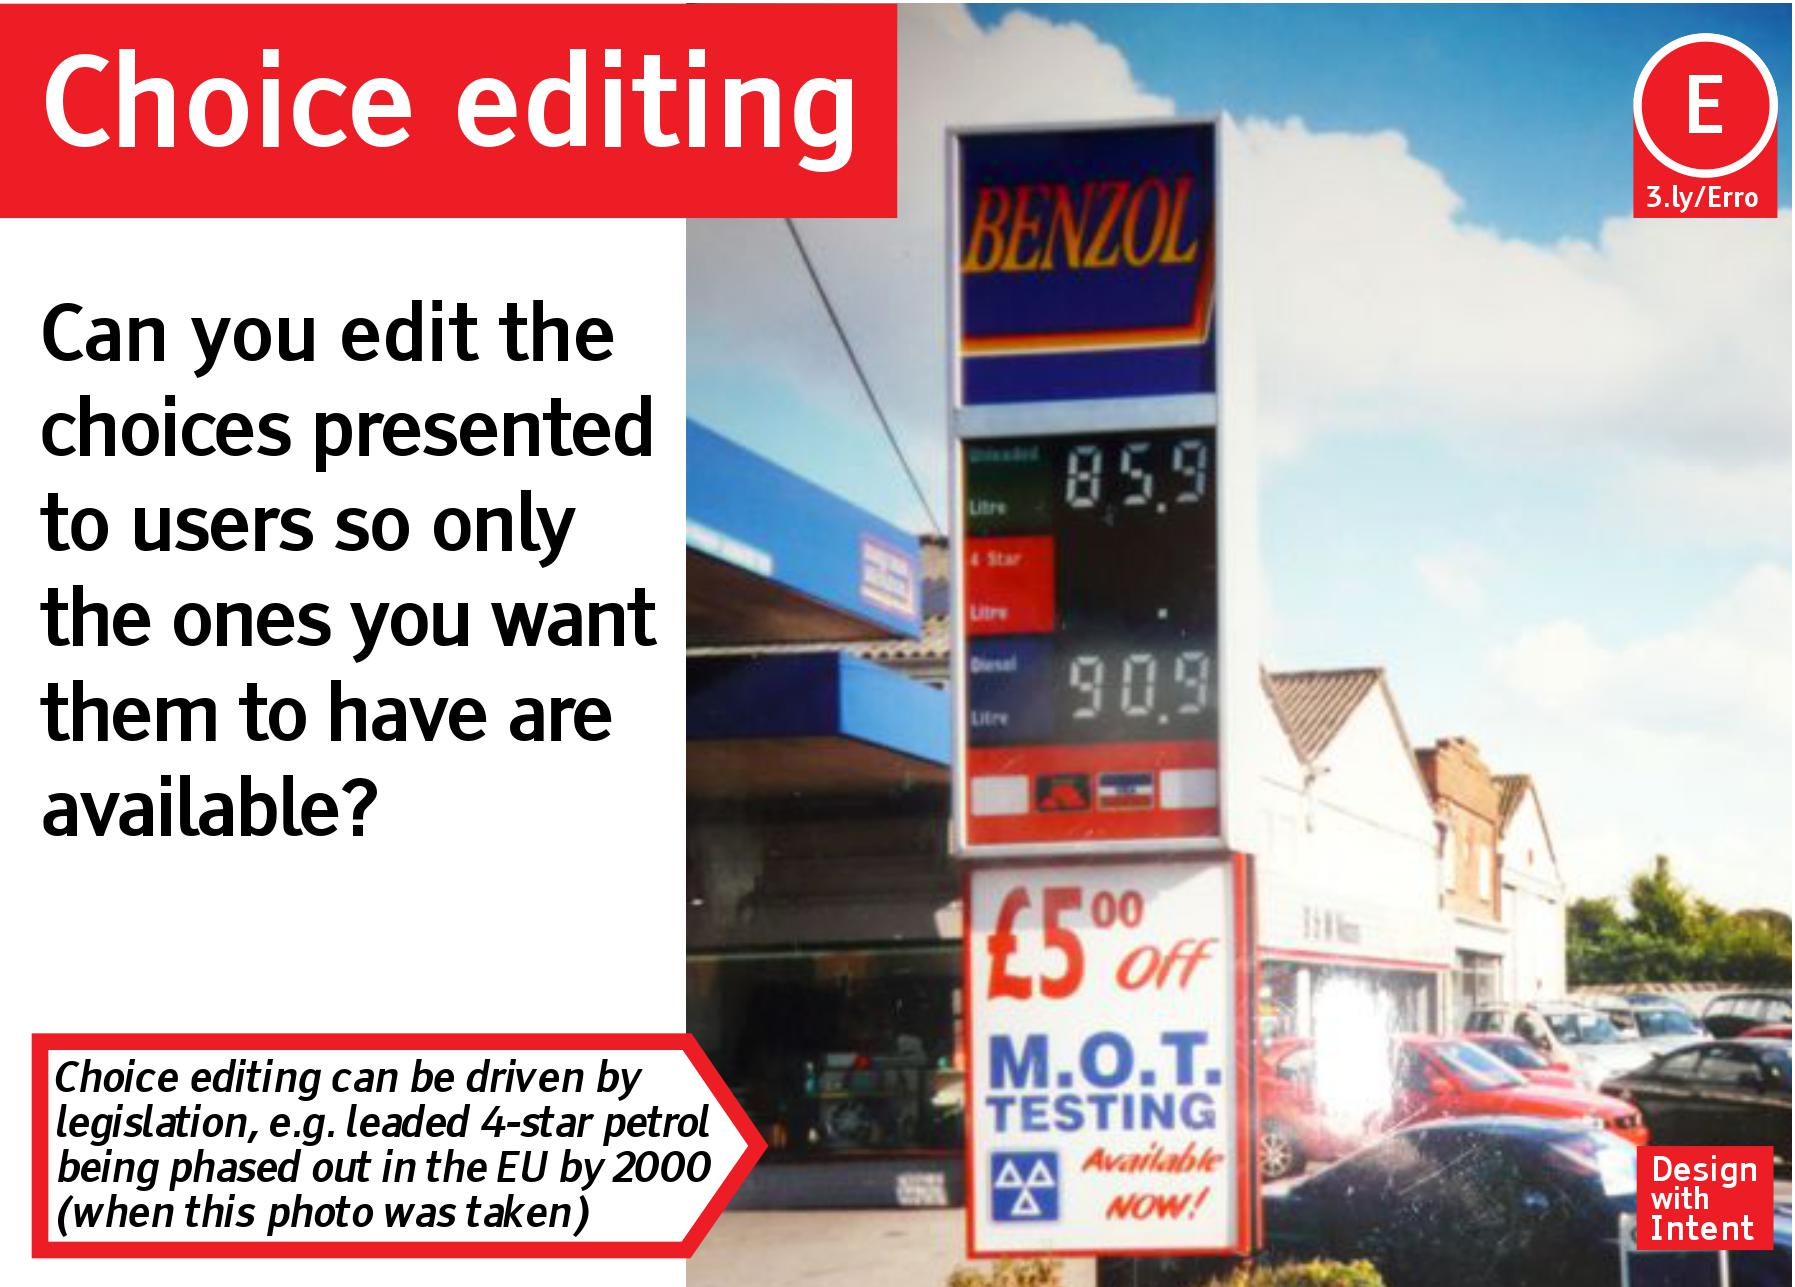 Choice editing
E
3.ly/Erro
Can you edit the
choices presented
to users so only
the ones you want
them to have are
available?
Choice editing can be driven by
legislation, e.g. leaded 4-star petrol
being phased out in the EU by 2000
(when this photo was taken)
BENZOL
Unleaded
85.9
Litre
4 Star
.
Litre
Diesel
90.9
Litre
£5 00
off
M.O.T.
TESTING
Available
NOW!
Design
with
Intent